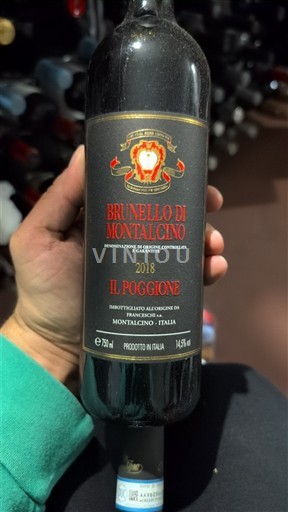 BRUNELLO DI
MONTALCINO
DENOMINAZIONE DI ORIGINE CONTROLLATA
E GARANTITA
VINYOU
2018
IL POGGIONE
IMBOTTIGLIATO ALL'ORIGINE DA
FRANCESCHI s.a.
MONTALCINO - ITALIA
e 750 ml PRODOTTO IN ITALIA 14,5% vol